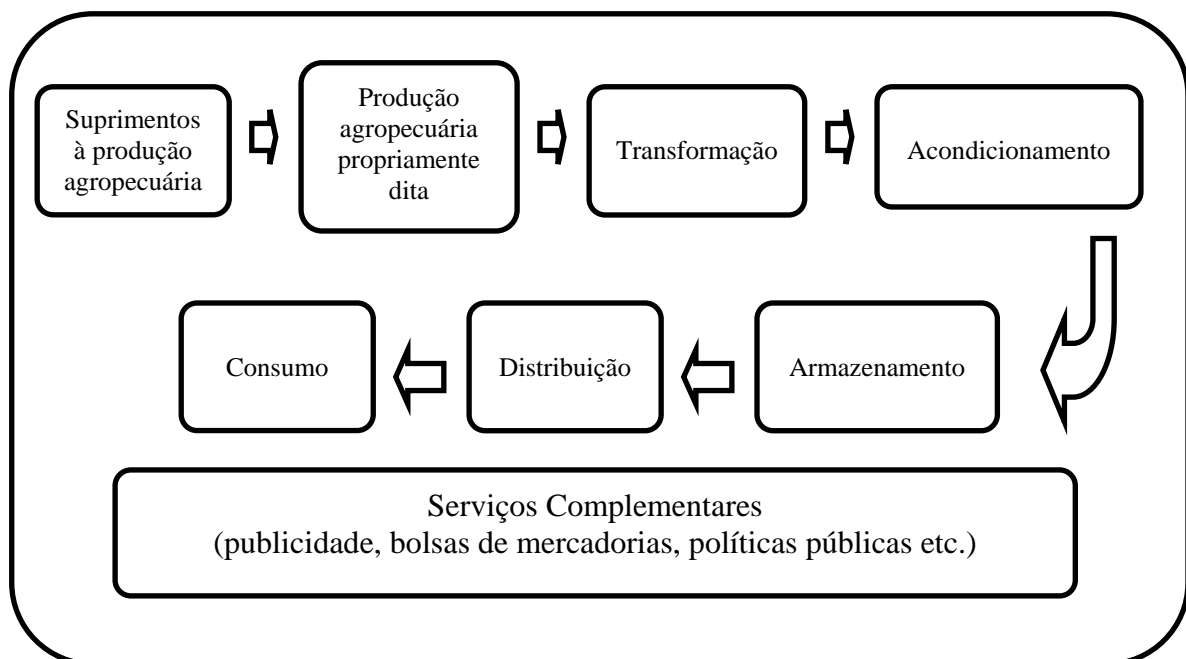 Suprimentos
à produção
agropecuária
Produção
agropecuária
propriamente
dita
Transformação
Acondicionamento
Consumo
Distribuição
Armazenamento
Serviços Complementares
(publicidade, bolsas de mercadorias, políticas públicas etc.)